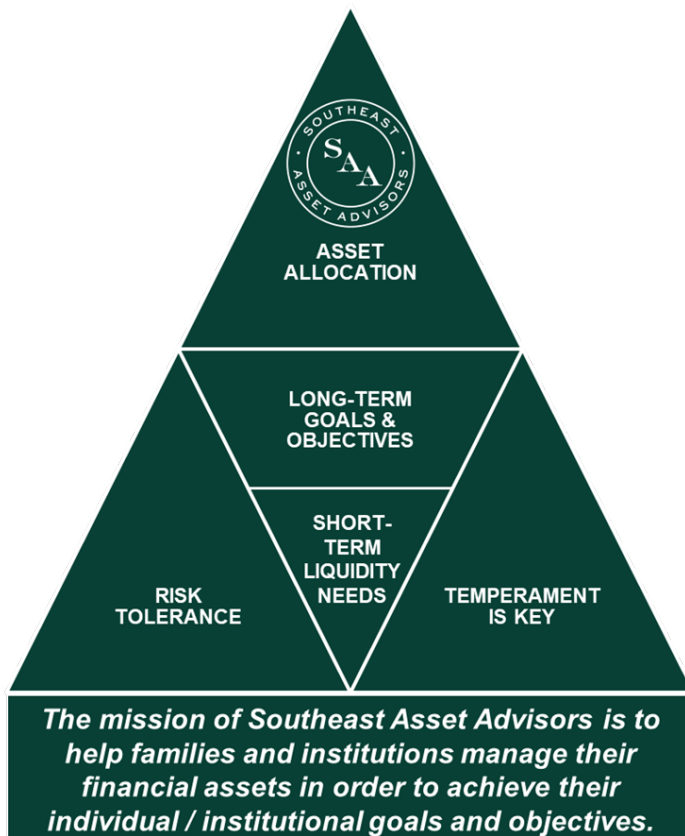 SOUTHEAST
SAA
ASSET ADVISORS
ASSET
ALLOCATION
LONG-TERM
GOALS &
OBJECTIVES
SHORT-
TERM
LIQUIDITY
NEEDS
RISK
TOLERANCE
TEMPERAMENT
IS KEY
The mission of Southeast Asset Advisors is to
help families and institutions manage their
financial assets in order to achieve their
individual / institutional goals and objectives.